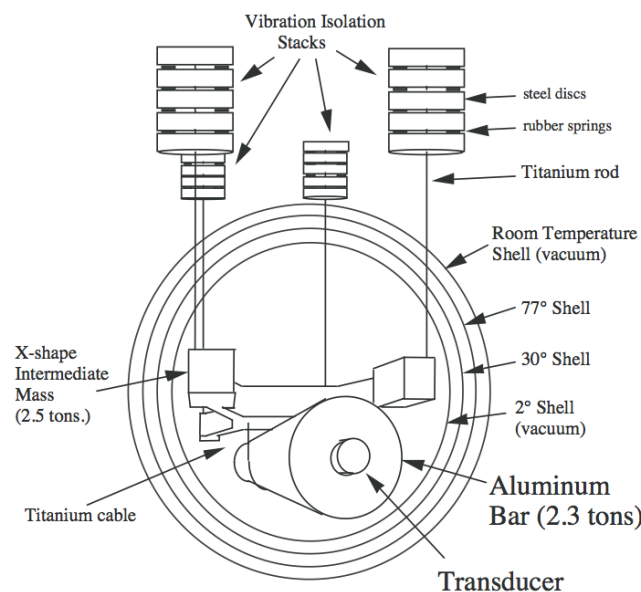 Vibration Isolation
Stacks
steel discs
rubber springs
Titanium rod
Room Temperature
Shell (vacuum)
77° Shell
X-shape
Intermediate
Mass
(2.5 tons.)
30° Shell
2° Shell
(vacuum)
Aluminum
Bar (2.3 tons)
Titanium cable
Transducer